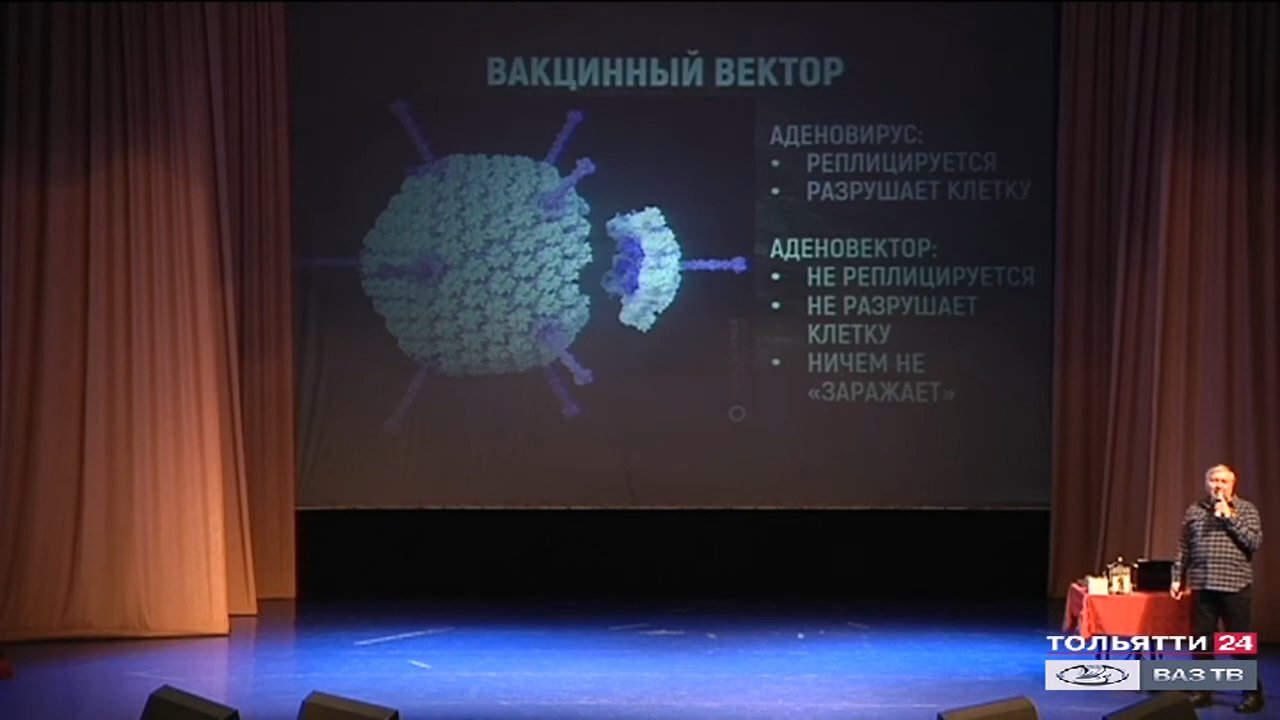 ВАКЦИННЫЙ ВЕКТОР
АДЕНОВИРУС:
• РЕПЛИЦИРУЕТСЯ
• РАЗРУШАЕТ КЛЕТКУ
АДЕНОВЕКТОР:
• НЕ РЕПЛИЦИРУЕТСЯ
• НЕ РАЗРУШАЕТ
КЛЕТКУ
• НИЧЕМ НЕ
«ЗАРАЖАЕТ»
ТОЛЬЯТТИ 24
ВАЗ ТВ